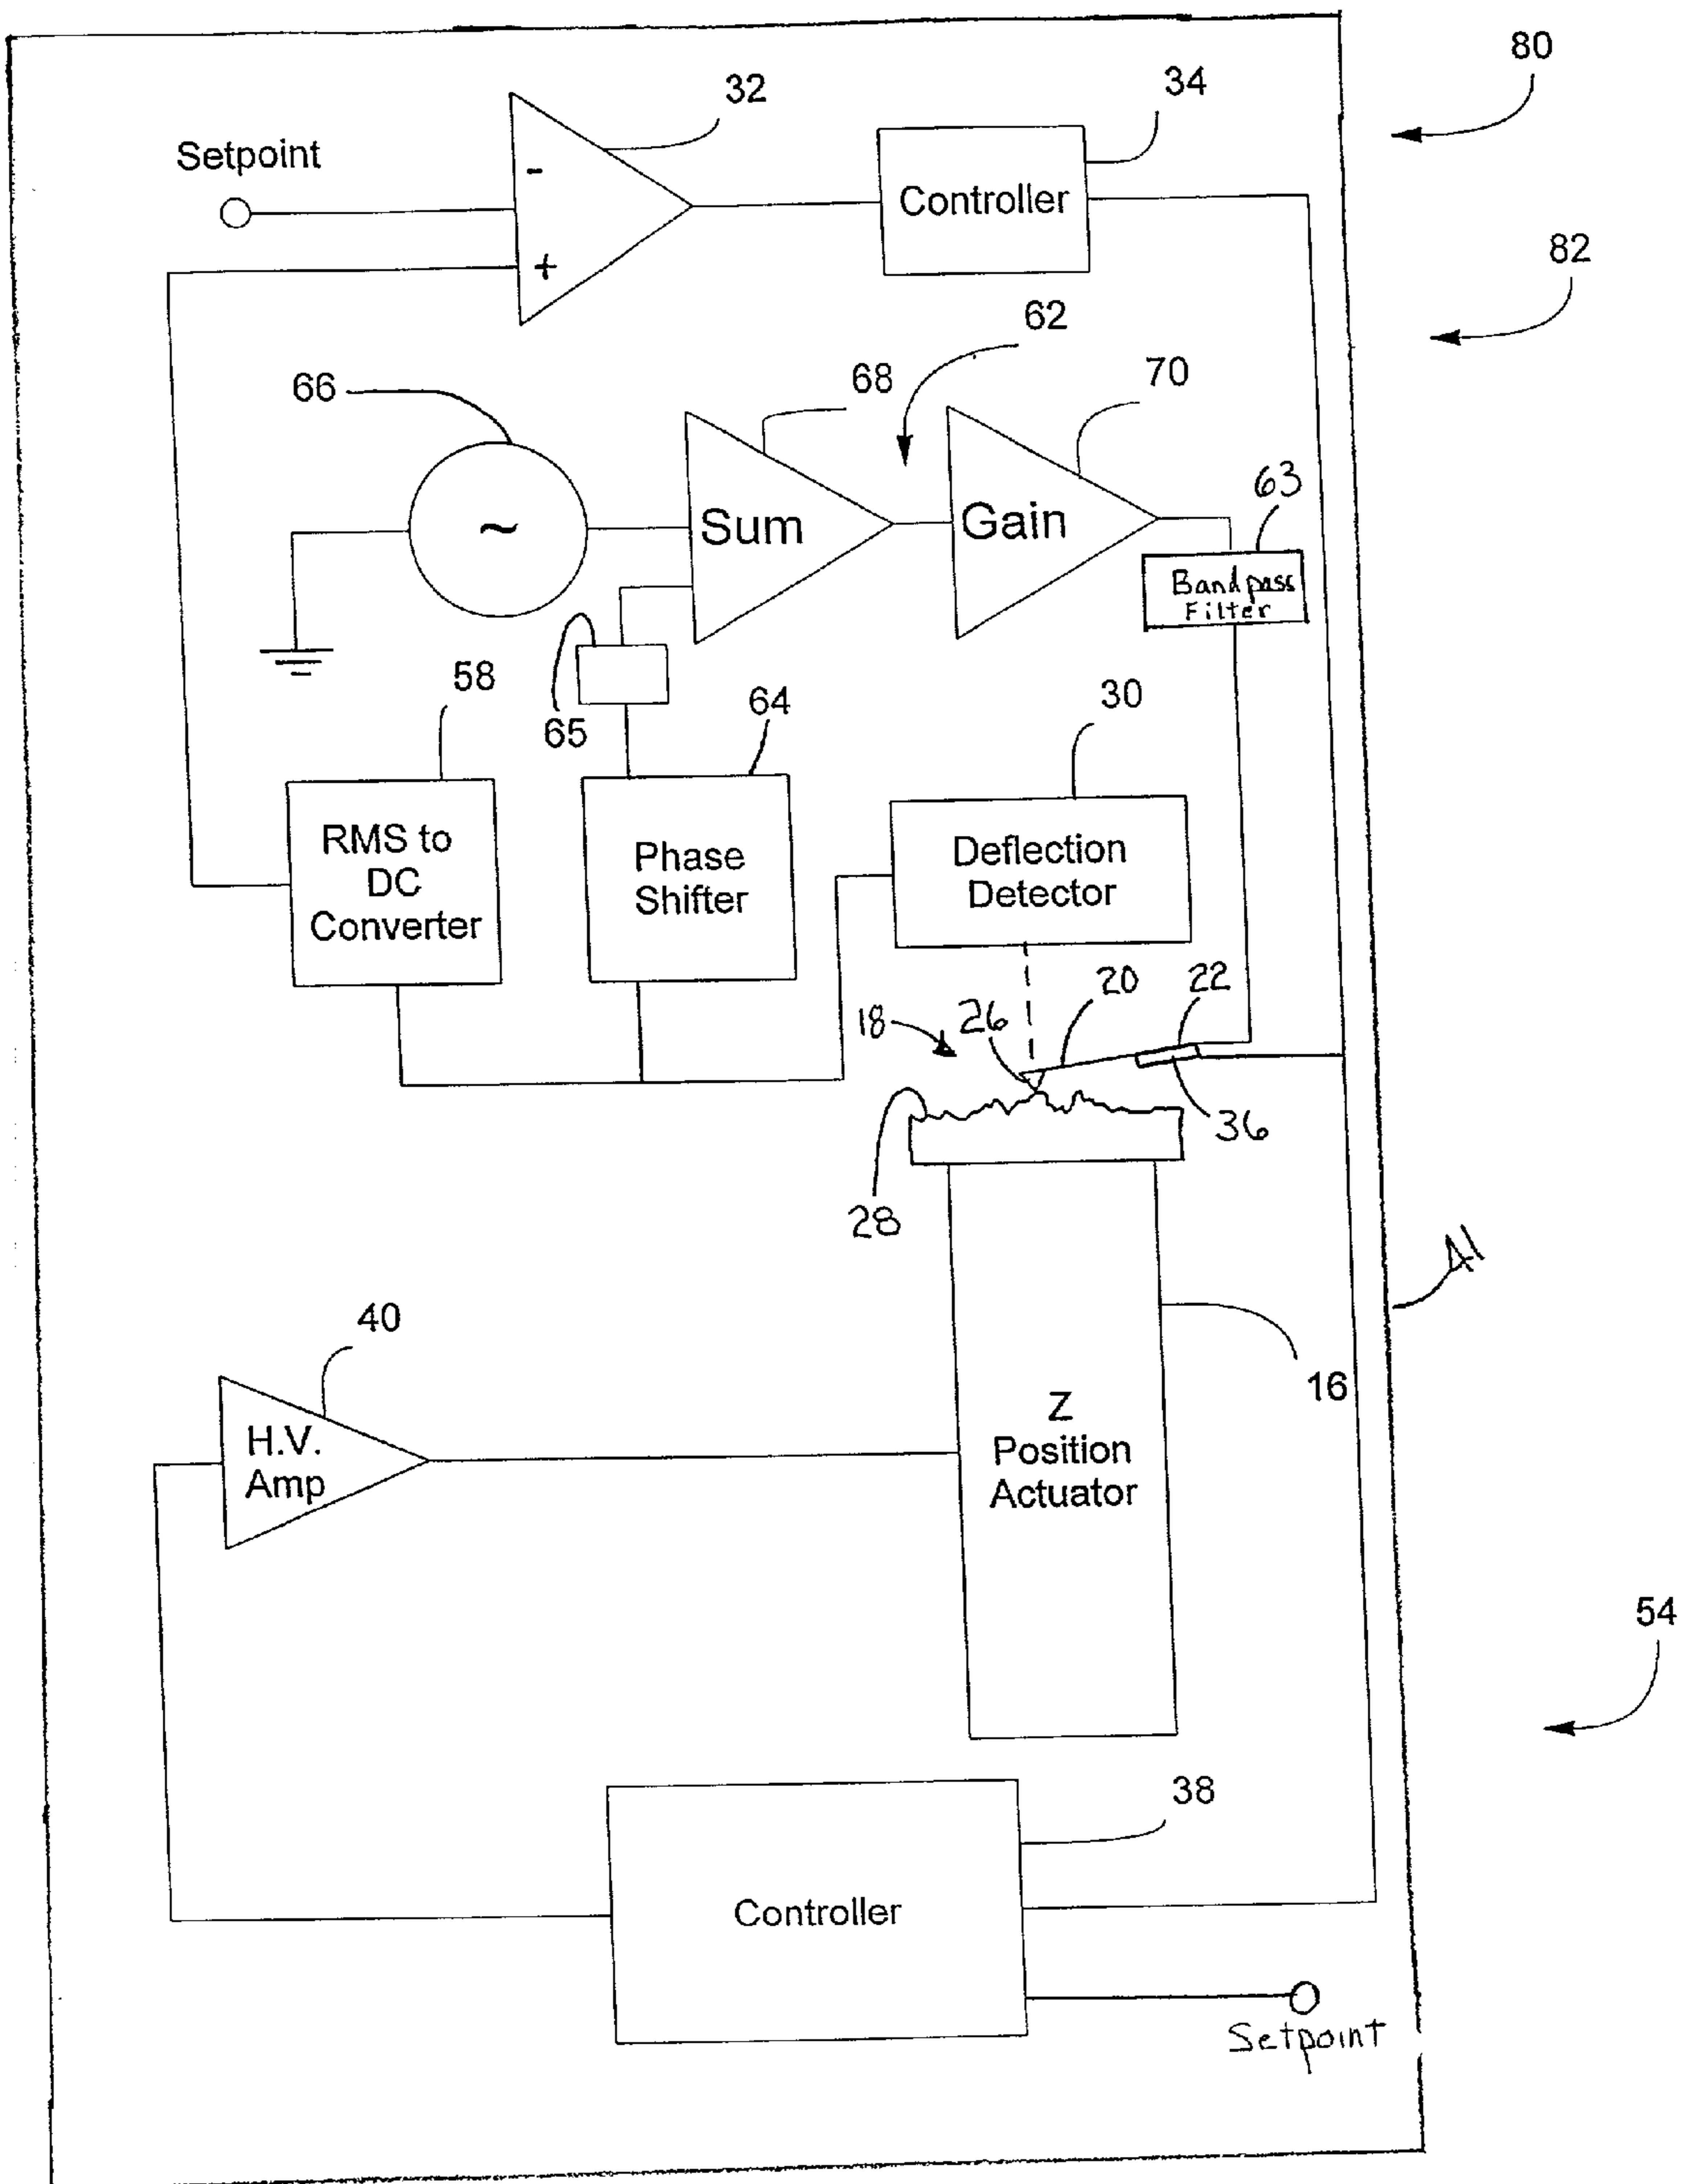 80
32
34
Setpoint
-
Controller
+
82
62
66
68
70
63
~
Sum
Gain
Bandpass
Filter
58
65
64
30
RMS to
DC
Converter
Phase
Shifter
Deflection
Detector
18
26
20
22
36
28
41
40
16
H.V.
Amp
Z
Position
Actuator
54
38
Controller
Setpoint